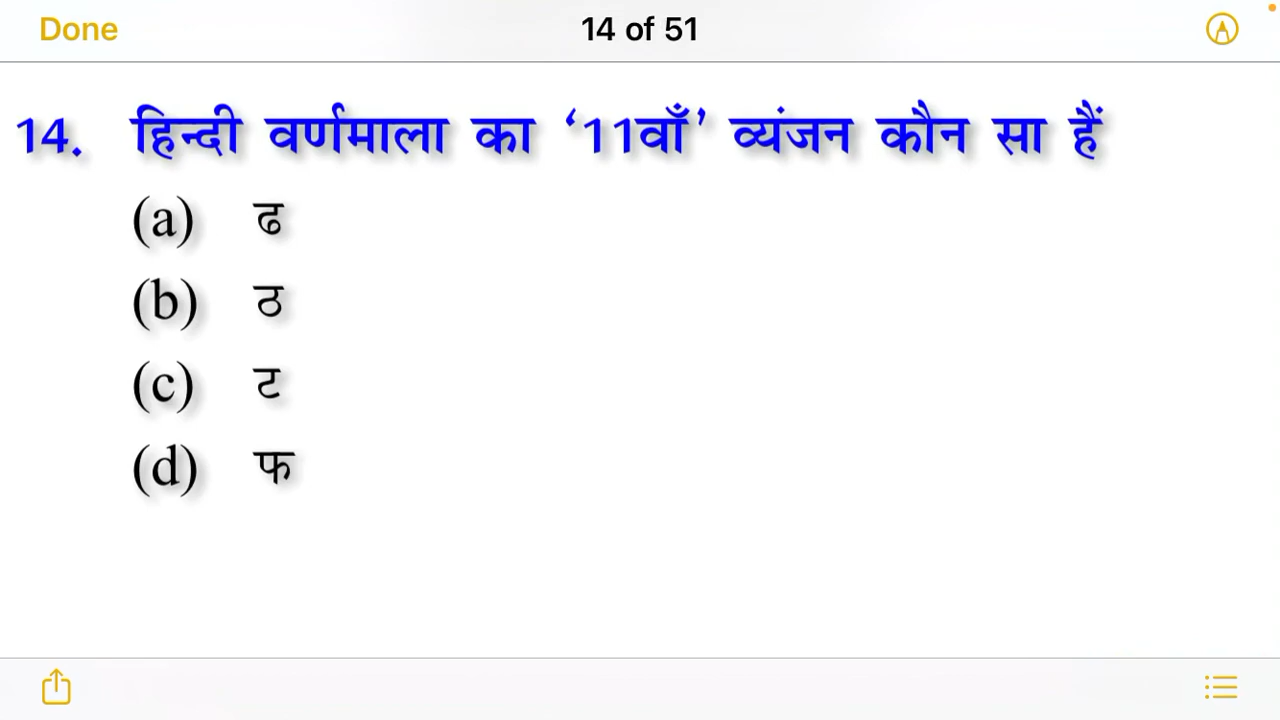 Done
14 of 51
14. हिन्दी वर्णमाला का ‘11वाँ’ व्यंजन कौन सा हैं
(a) ढ
(b) ठ
(c) ट
(d) फ